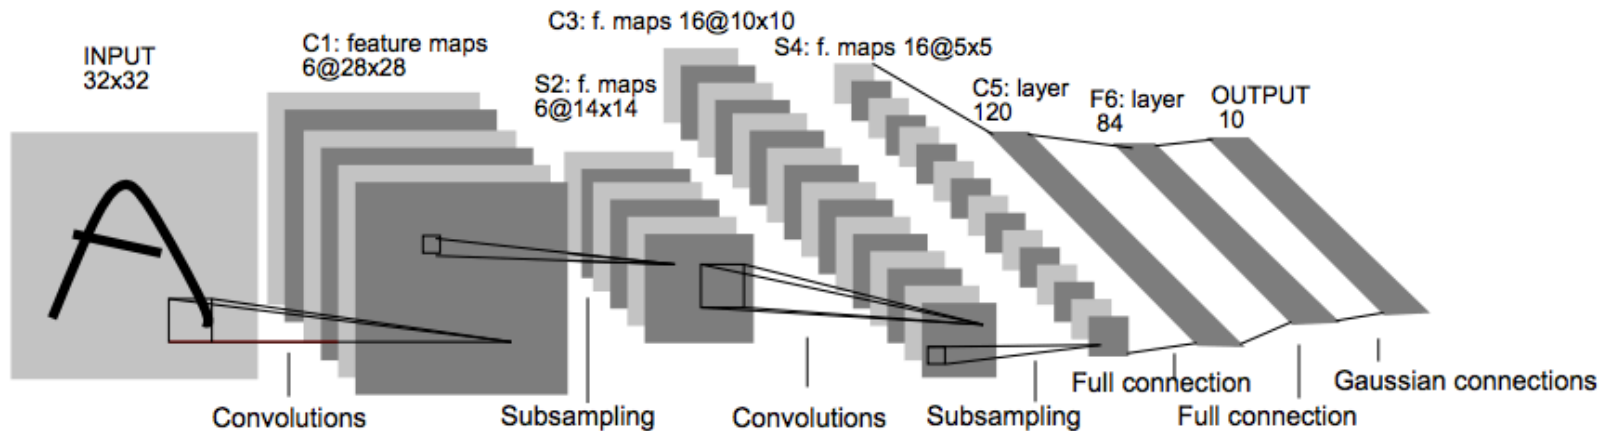 INPUT
32x32
C1: feature maps
6@28x28
S2: f. maps
6@14x14
C3: f. maps 16@10x10
S4: f. maps 16@5x5
C5: layer
120
F6: layer
84
OUTPUT
10
Convolutions
Subsampling
Convolutions
Subsampling
Full connection
Full connection
Gaussian connections